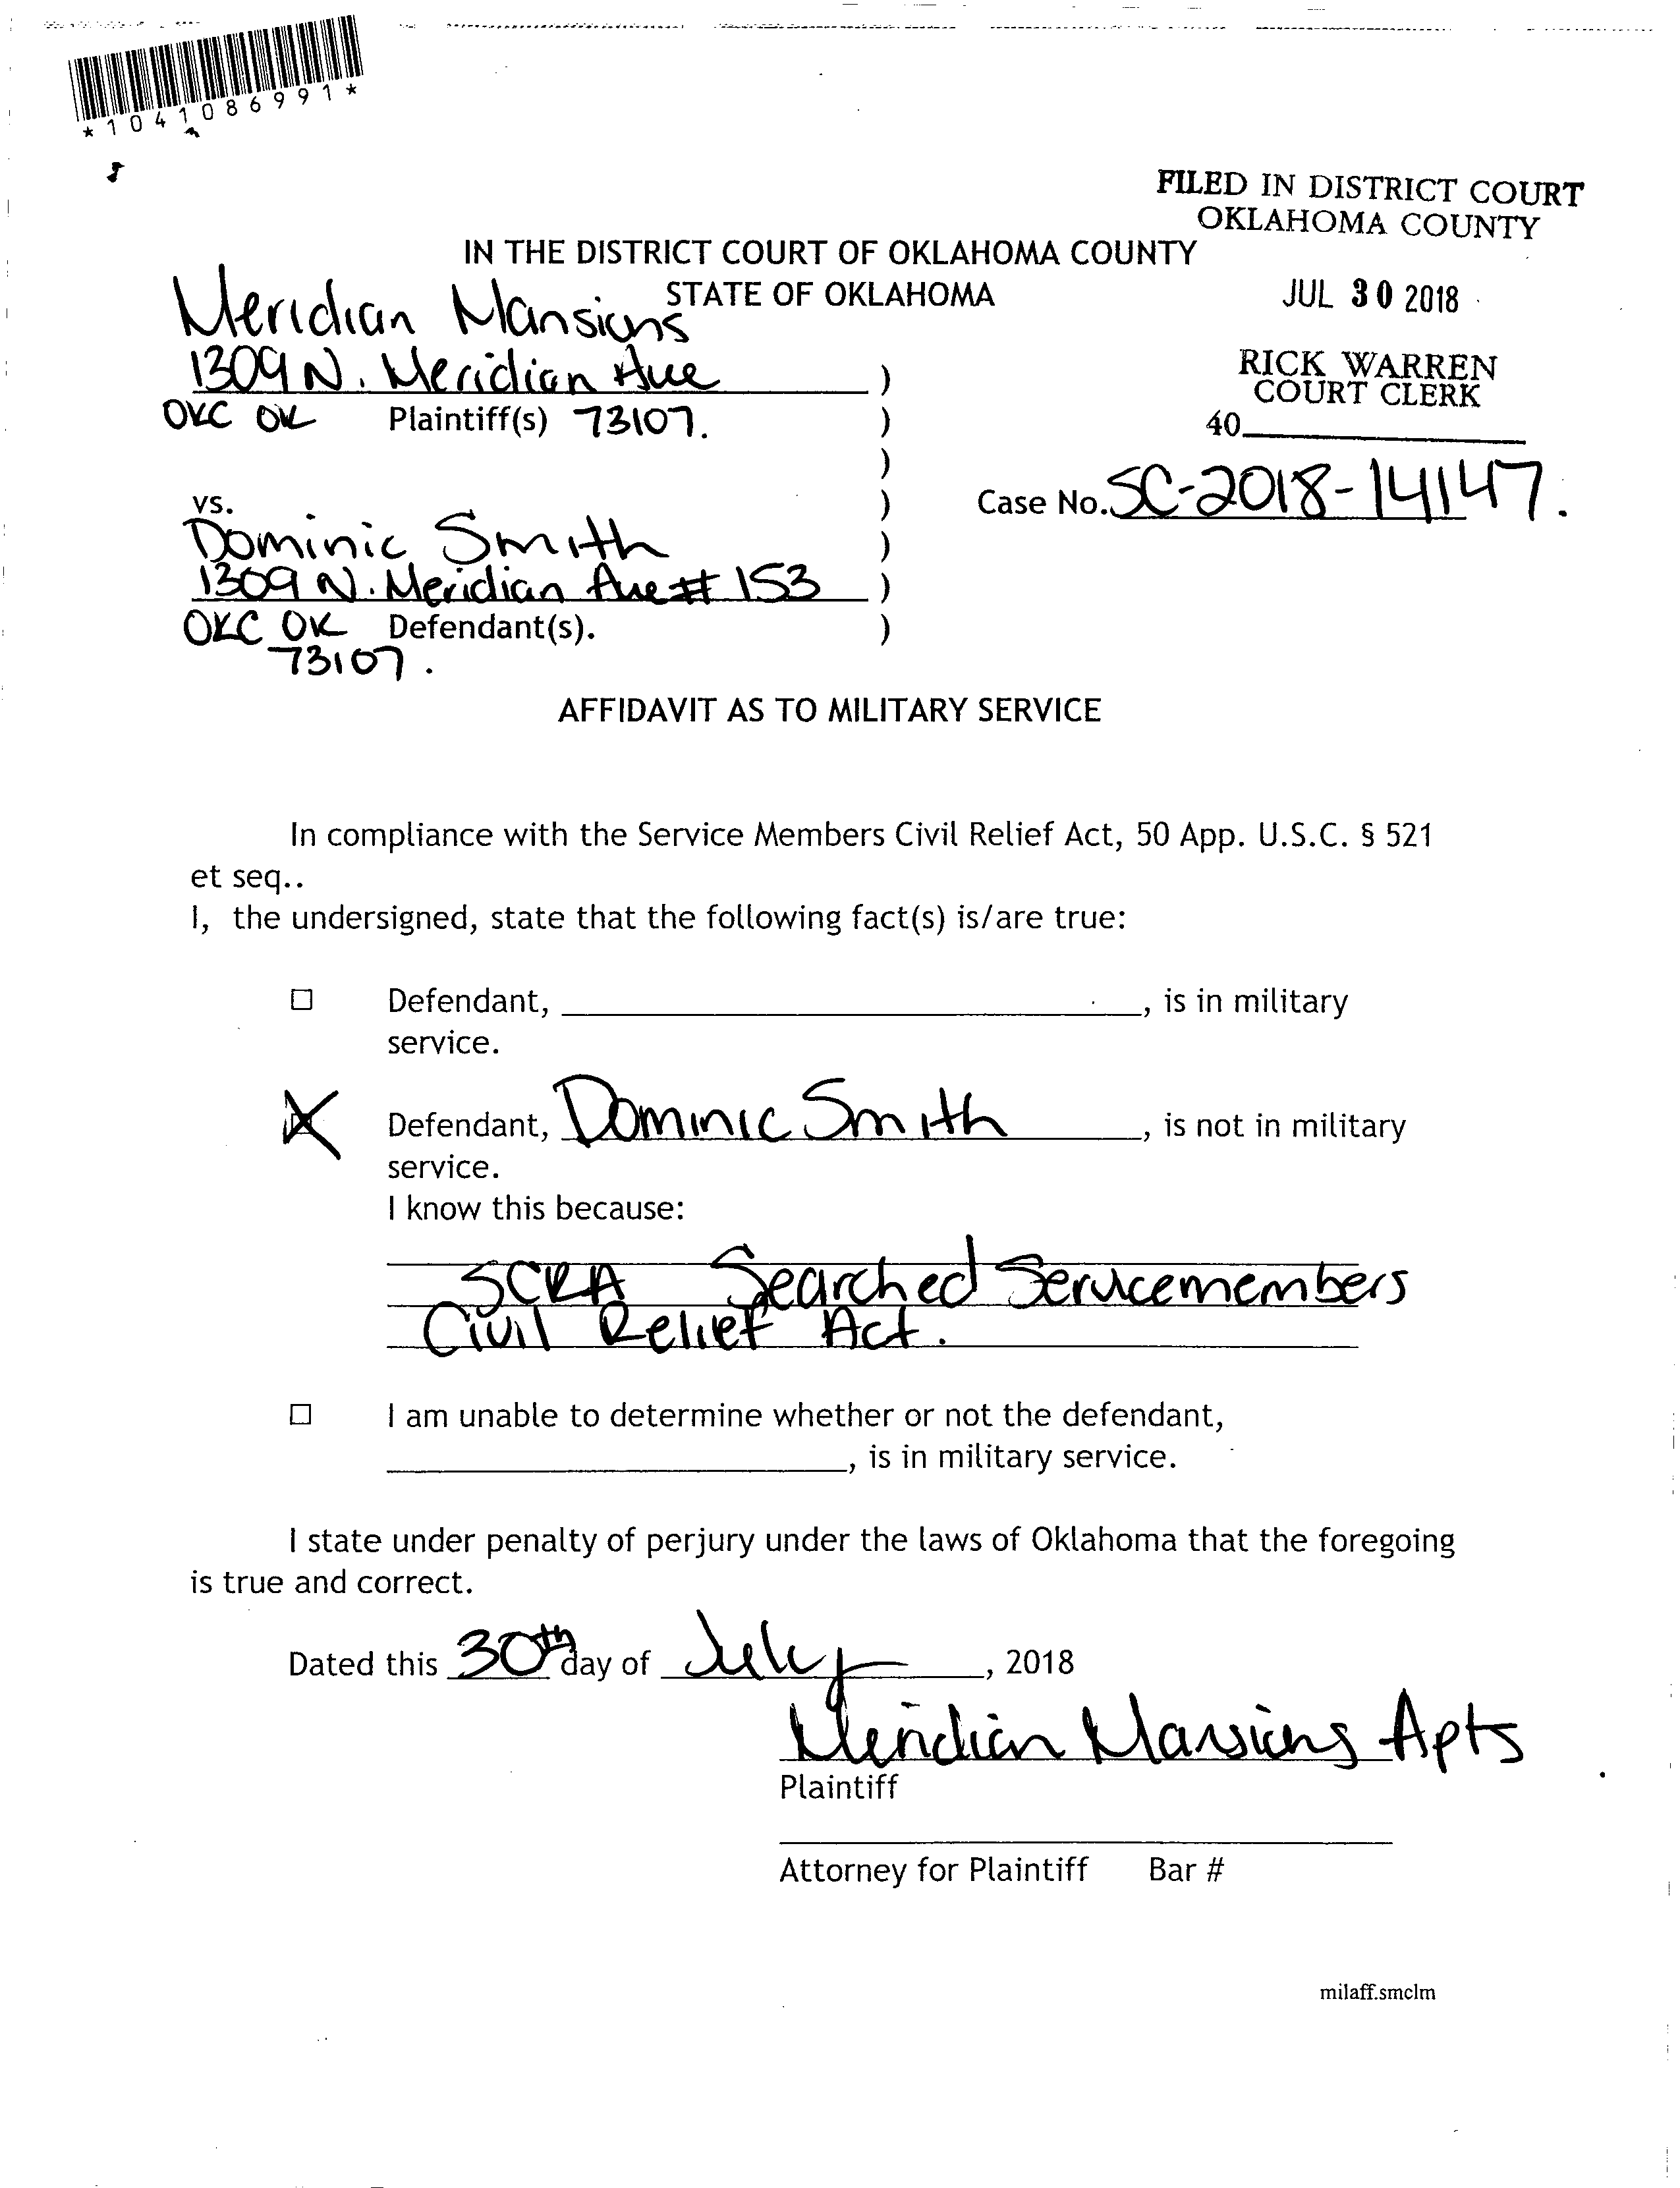 *1041086991*
FILED IN DISTRICT COURT
OKLAHOMA COUNTY
IN THE DISTRICT COURT OF OKLAHOMA COUNTY
STATE OF OKLAHOMA
JUL 30 2018
Meridian Mansions
1309 N. Meridian Ave )
RICK WARREN
COURT CLERK
OKC OK Plaintiff(s) 73107. )
40
)
vs. ) Case No. SC-2018-14147.
Dominic Smith )
1309 N. Meridian Ave # 153 )
OKC OK Defendant(s). )
73107.
AFFIDAVIT AS TO MILITARY SERVICE
In compliance with the Service Members Civil Relief Act, 50 App. U.S.C. § 521
et seq..
I, the undersigned, state that the following fact(s) is/are true:
☐ Defendant, , is in military
service.
☒ Defendant, Dominic Smith, is not in military
service.
I know this because:
SCRA Searched Servicemembers
Civil Relief Act.
☐ I am unable to determine whether or not the defendant,
, is in military service.
I state under penalty of perjury under the laws of Oklahoma that the foregoing
is true and correct.
Dated this 30th day of July, 2018
Meridian Mansions Apts
Plaintiff
Attorney for Plaintiff Bar #
milaff.smclm